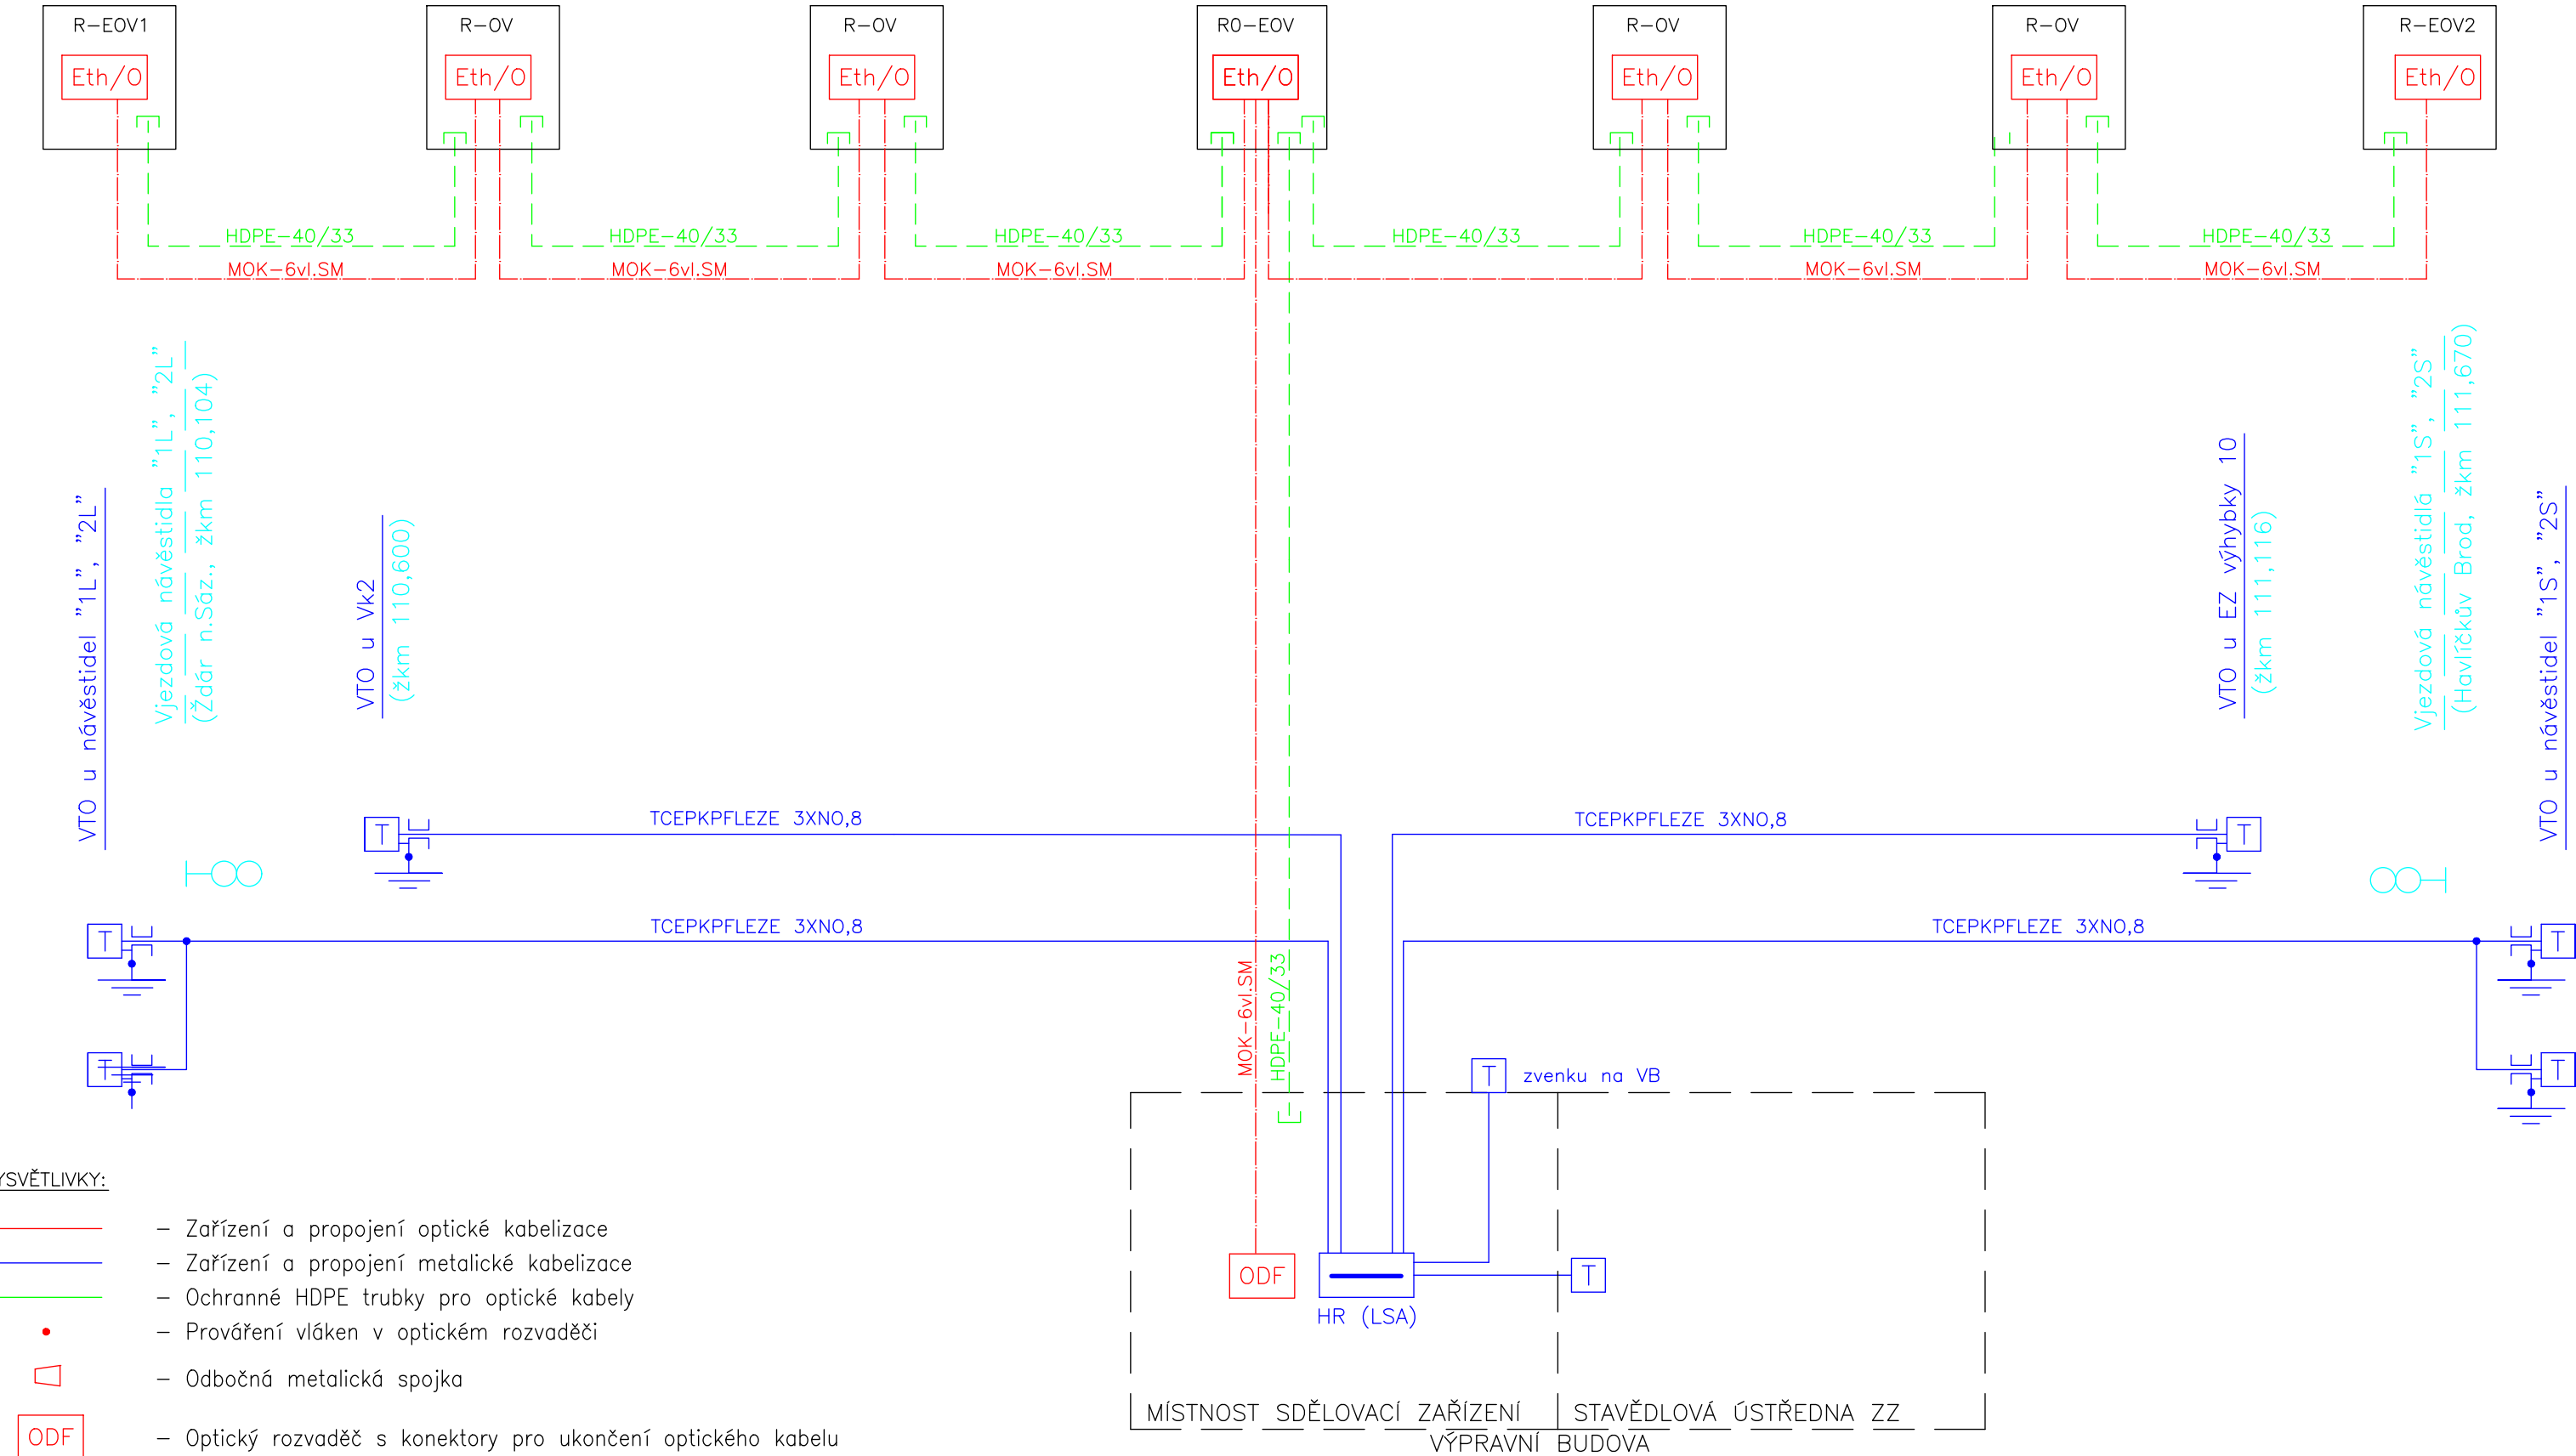 R-EOV1
R-OV
R-OV
R0-EOV
R-OV
R-OV
R-EOV2
Eth/O
Eth/O
Eth/O
Eth/O
Eth/O
Eth/O
Eth/O
HDPE-40/33
HDPE-40/33
HDPE-40/33
HDPE-40/33
HDPE-40/33
HDPE-40/33
MOK-6vl.SM
MOK-6vl.SM
MOK-6vl.SM
MOK-6vl.SM
MOK-6vl.SM
VTO u návěstidel "1L", "2L"
Vjezdová návěstidla "1L", "2L"
(Žďár n.Sáz., žkm 110,104)
VTO u Vk2
(žkm 110,600)
VTO u EZ výhybky 10
(žkm 111,116)
Vjezdová návěstidla "1S", "2S"
(Havlíčkův Brod, žkm 111,670)
VTO u návěstidel "1S", "2S"
TCEPKPFLEZE 3XN0,8
TCEPKPFLEZE 3XN0,8
T
T
TCEPKPFLEZE 3XN0,8
TCEPKPFLEZE 3XN0,8
T
T
MOK-6vl.SM
HDPE-40/33
T
T
T zvenku na VB
YSVĚTLIVKY:
- Zařízení a propojení optické kabelizace
- Zařízení a propojení metalické kabelizace
- Ochranné HDPE trubky pro optické kabely
- Prováření vláken v optickém rozvaděči
- Odbočná metalická spojka
ODF - Optický rozvaděč s konektory pro ukončení optického kabelu
ODF
HR (LSA)
T
MÍSTNOST SDĚLOVACÍ ZAŘÍZENÍ
STAVĚDLOVÁ ÚSTŘEDNA ZZ
VÝPRAVNÍ BUDOVA